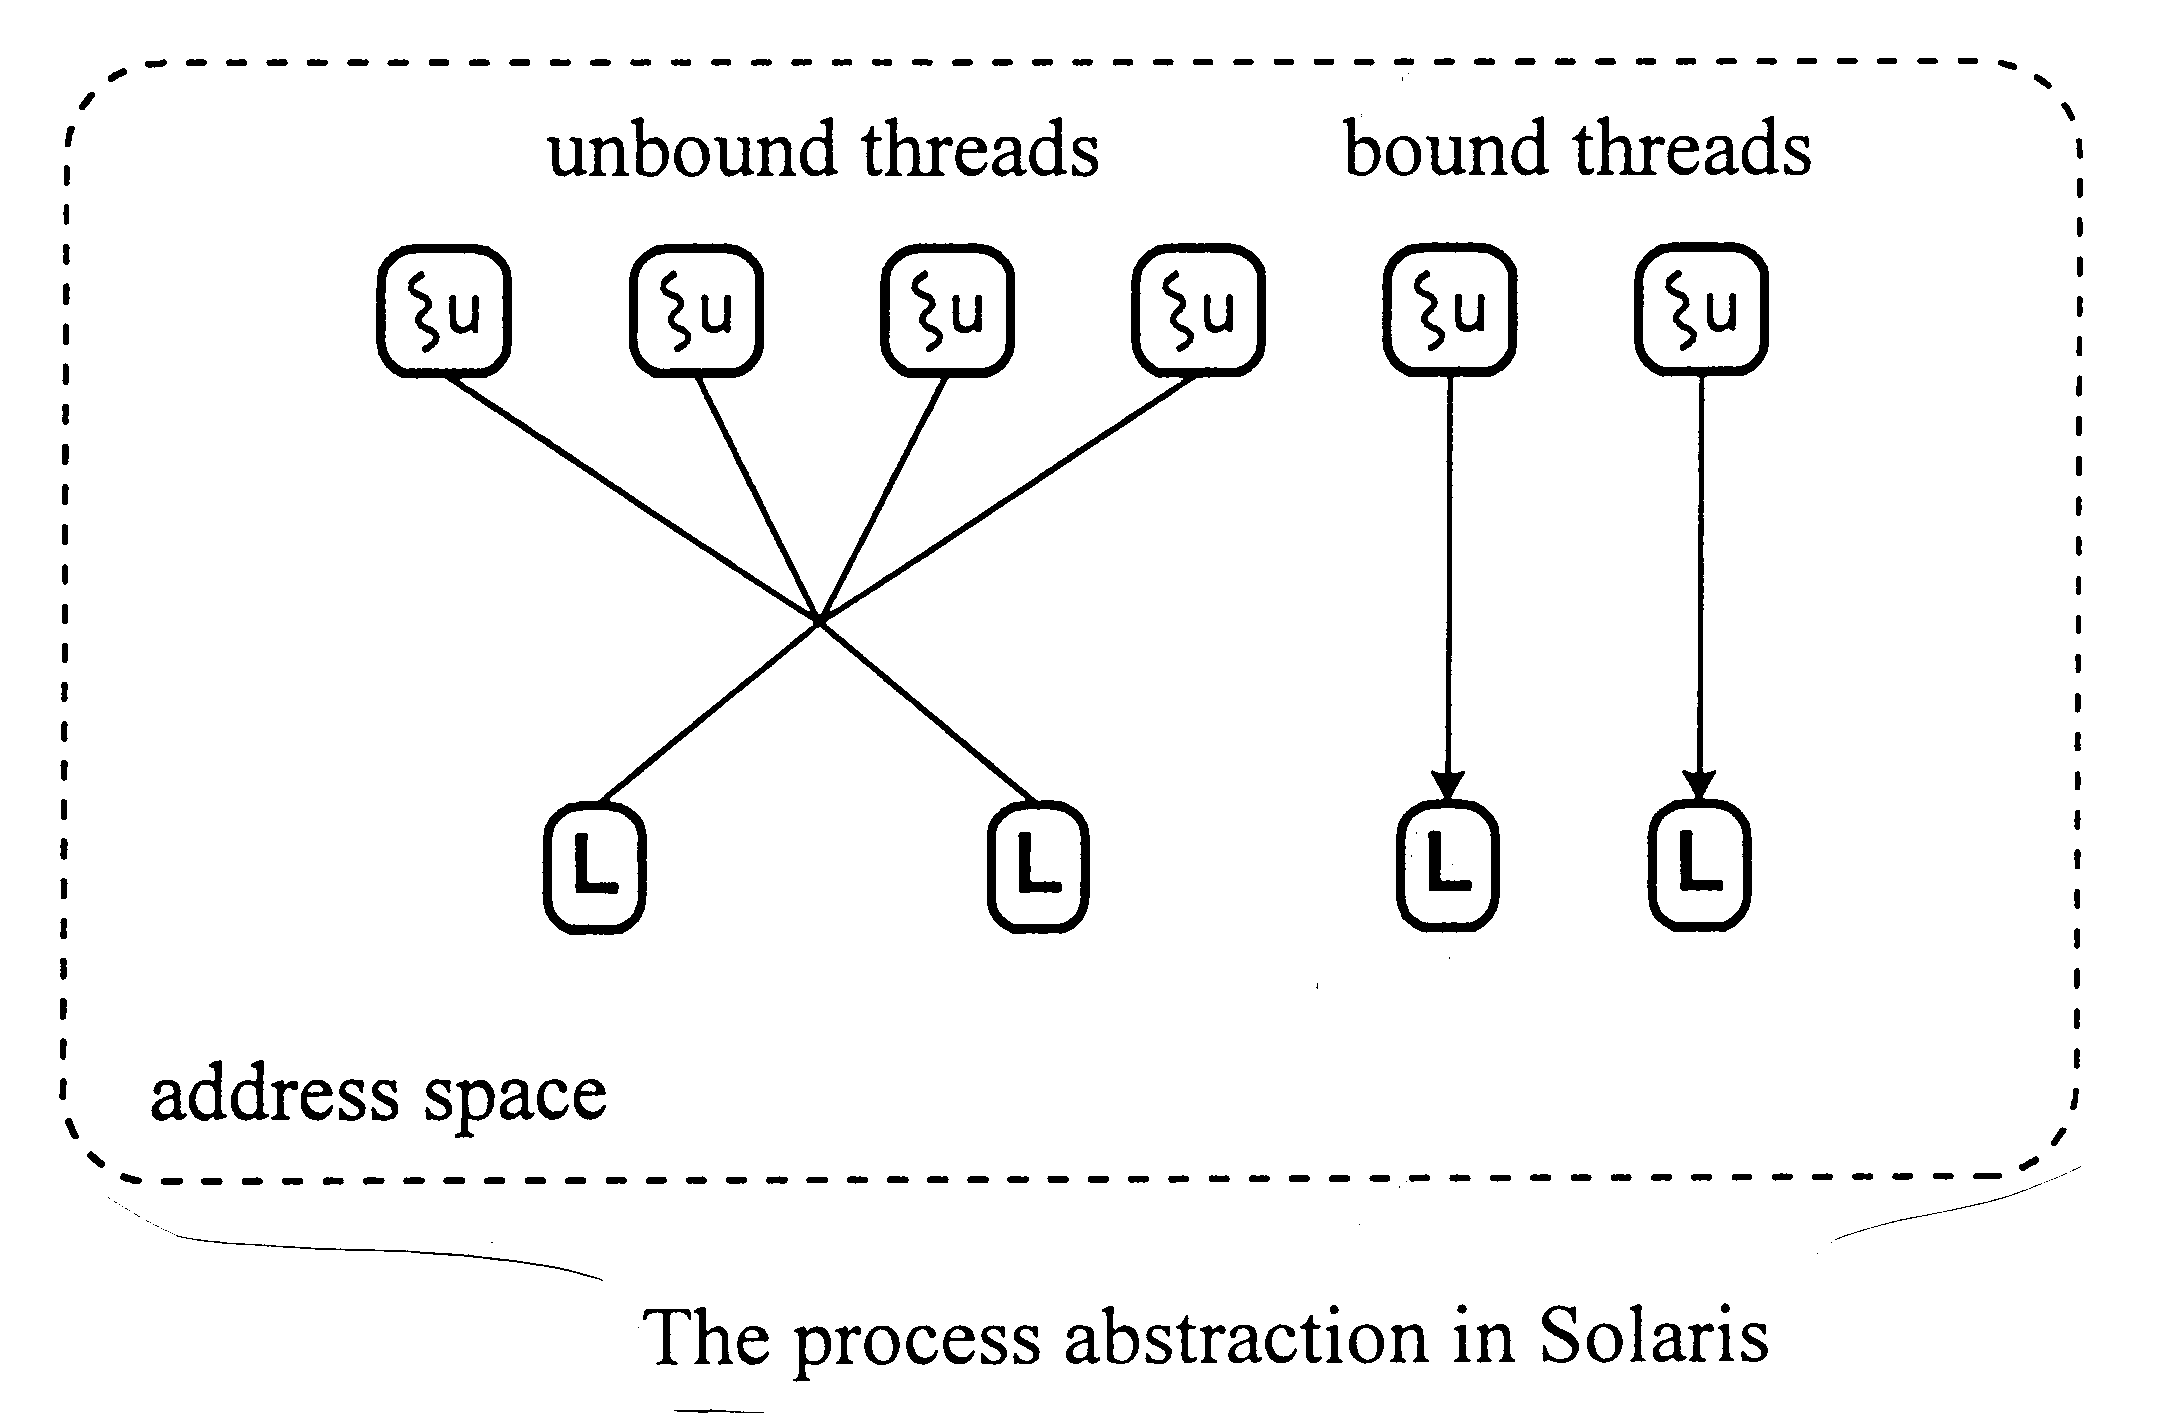 unbound threads bound threads
u u u u u u
L L L L
address space
The process abstraction in Solaris